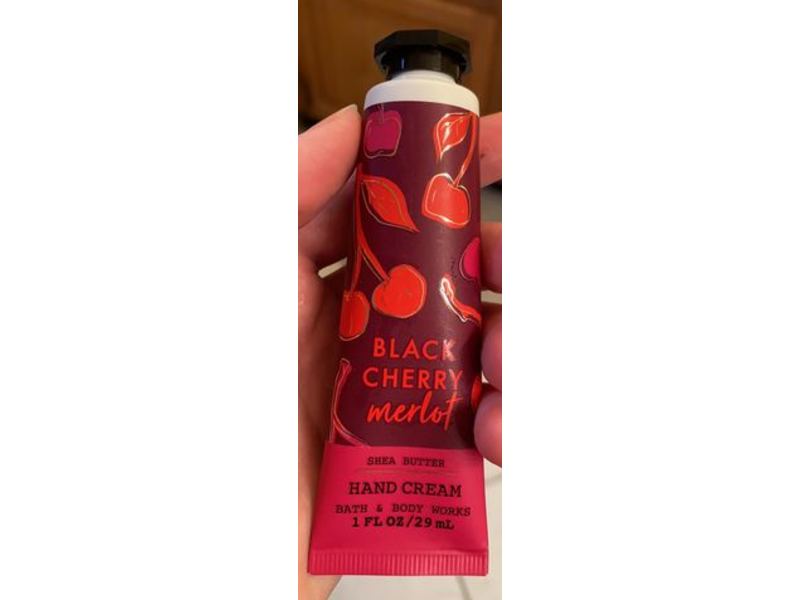 BLACK
CHERRY
merlot
SHEA BUTTER
HAND CREAM
BATH & BODY WORKS
1 FL OZ/29 mL